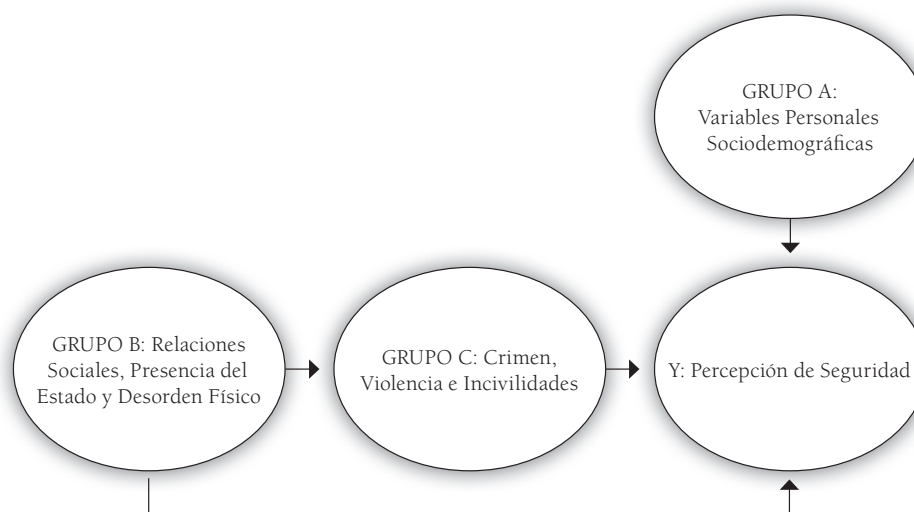 GRUPO A:
Variables Personales
Sociodemográficas
GRUPO B: Relaciones
Sociales, Presencia del
Estado y Desorden Físico
GRUPO C: Crimen,
Violencia e Incivilidades
Y: Percepción de Seguridad